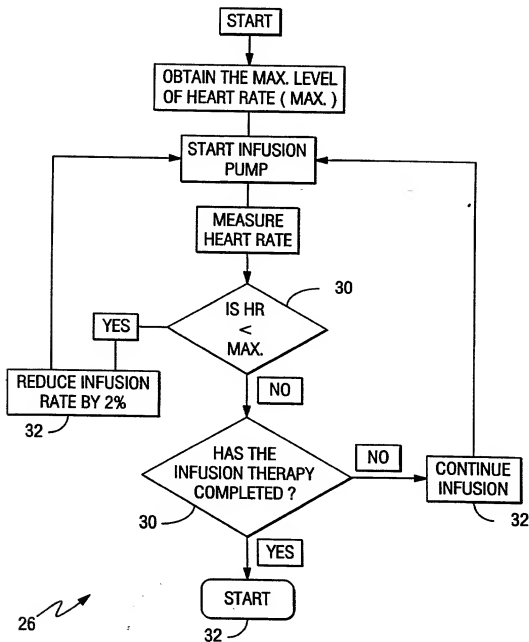 START
OBTAIN THE MAX. LEVEL
OF HEART RATE ( MAX. )
START INFUSION
PUMP
MEASURE
HEART RATE
IS HR
<
MAX.
30
YES
REDUCE INFUSION
RATE BY 2%
32
NO
HAS THE
INFUSION THERAPY
COMPLETED ?
30
NO
CONTINUE
INFUSION
32
YES
START
32
26